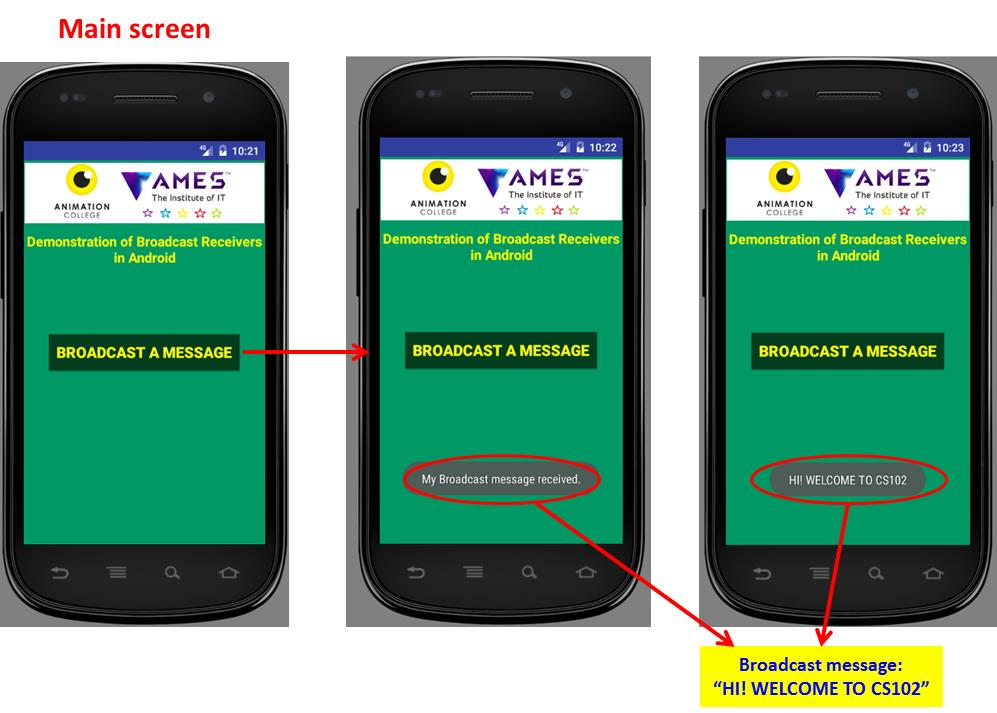 Main screen
4G 10:21
ANIMATION
COLLEGE
AMES™
The Institute of IT
Demonstration of Broadcast Receivers
in Android
BROADCAST A MESSAGE
4G 10:22
ANIMATION
COLLEGE
AMES™
The Institute of IT
Demonstration of Broadcast Receivers
in Android
BROADCAST A MESSAGE
My Broadcast message received.
4G 10:23
ANIMATION
COLLEGE
AMES™
The Institute of IT
Demonstration of Broadcast Receivers
in Android
BROADCAST A MESSAGE
HI! WELCOME TO CS102
Broadcast message:
“HI! WELCOME TO CS102”